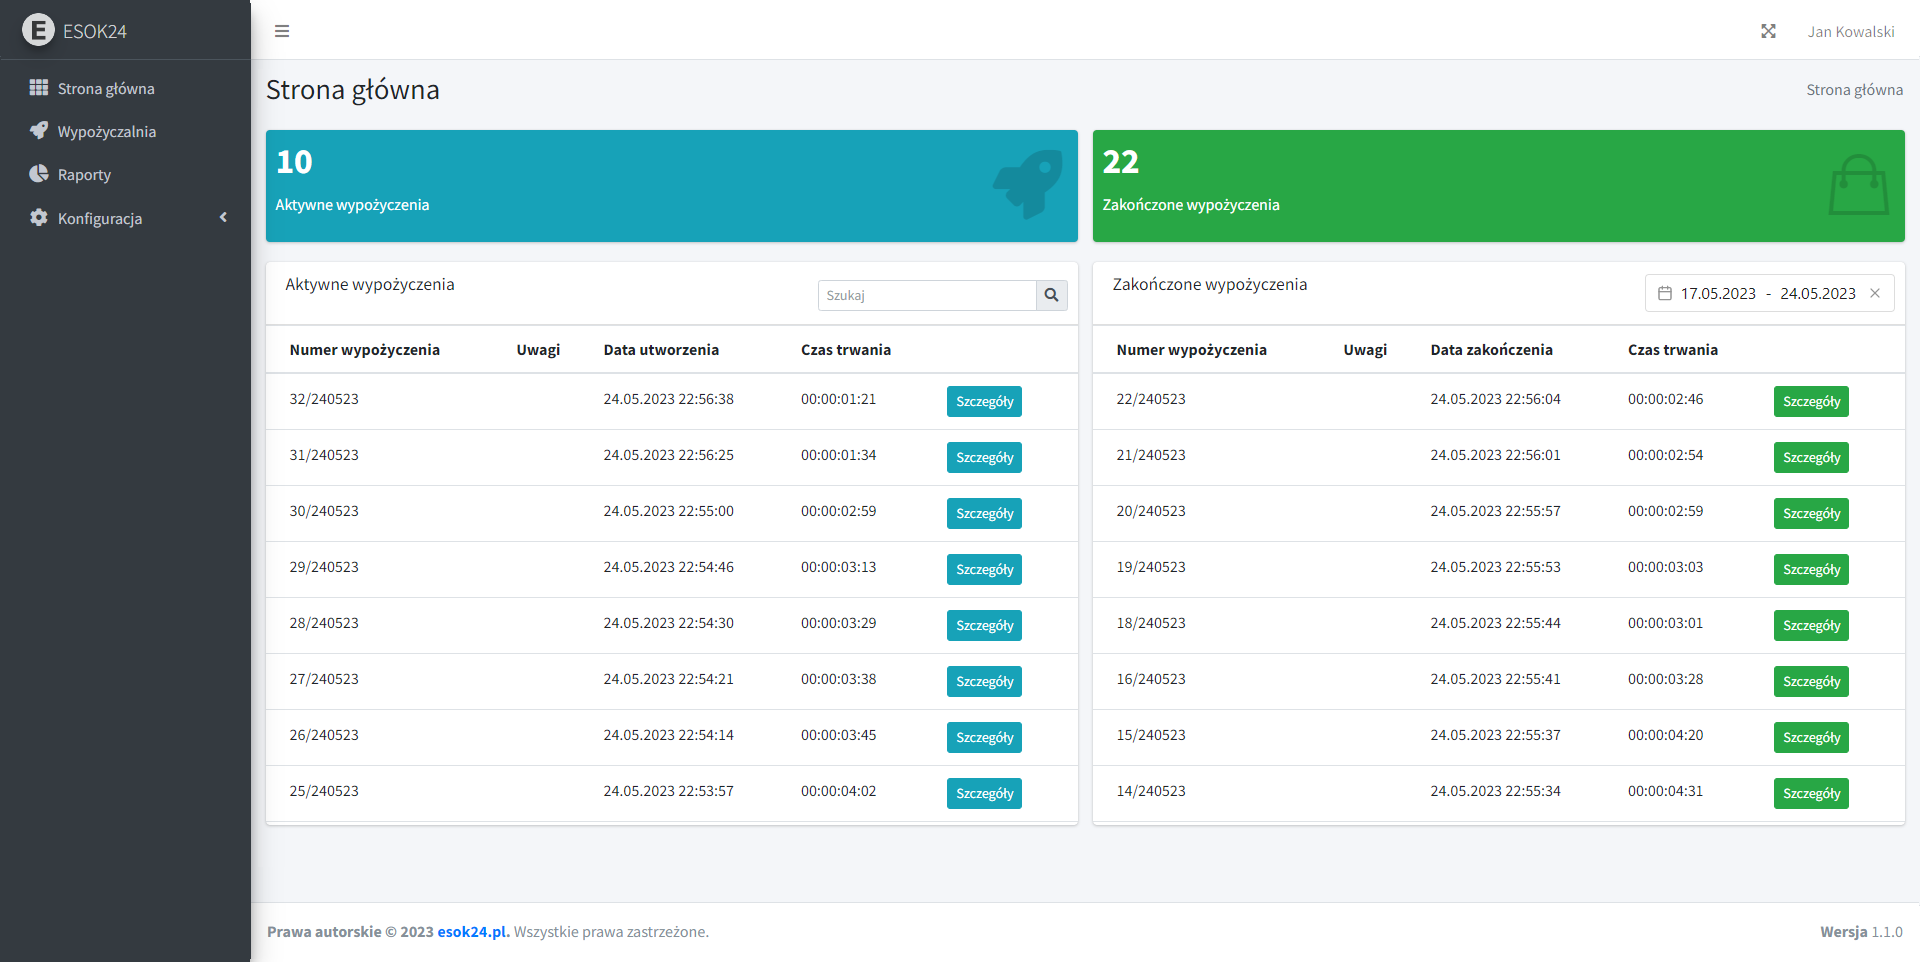 E ESOK24
Jan Kowalski
Strona główna
Wypożyczalnia
Raporty
Konfiguracja
Strona główna
Strona główna
10
Aktywne wypożyczenia
22
Zakończone wypożyczenia
Aktywne wypożyczenia
Szukaj
Numer wypożyczenia Uwagi Data utworzenia Czas trwania
32/240523 24.05.2023 22:56:38 00:00:01:21 Szczegóły
31/240523 24.05.2023 22:56:25 00:00:01:34 Szczegóły
30/240523 24.05.2023 22:55:00 00:00:02:59 Szczegóły
29/240523 24.05.2023 22:54:46 00:00:03:13 Szczegóły
28/240523 24.05.2023 22:54:30 00:00:03:29 Szczegóły
27/240523 24.05.2023 22:54:21 00:00:03:38 Szczegóły
26/240523 24.05.2023 22:54:14 00:00:03:45 Szczegóły
25/240523 24.05.2023 22:53:57 00:00:04:02 Szczegóły
Zakończone wypożyczenia
17.05.2023 - 24.05.2023
Numer wypożyczenia Uwagi Data zakończenia Czas trwania
22/240523 24.05.2023 22:56:04 00:00:02:46 Szczegóły
21/240523 24.05.2023 22:56:01 00:00:02:54 Szczegóły
20/240523 24.05.2023 22:55:57 00:00:02:59 Szczegóły
19/240523 24.05.2023 22:55:53 00:00:03:03 Szczegóły
18/240523 24.05.2023 22:55:44 00:00:03:01 Szczegóły
16/240523 24.05.2023 22:55:41 00:00:03:28 Szczegóły
15/240523 24.05.2023 22:55:37 00:00:04:20 Szczegóły
14/240523 24.05.2023 22:55:34 00:00:04:31 Szczegóły
Prawa autorskie © 2023 esok24.pl. Wszystkie prawa zastrzeżone.
Wersja 1.1.0